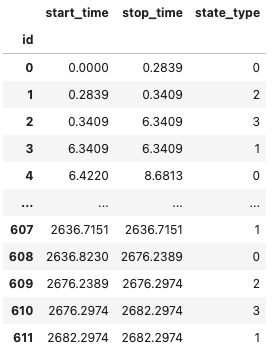 start_time stop_time state_type
id
0 0.0000 0.2839 0
1 0.2839 0.3409 2
2 0.3409 6.3409 3
3 6.3409 6.3409 1
4 6.4220 8.6813 0
... ... ... ...
607 2636.7151 2636.7151 1
608 2636.8230 2676.2389 0
609 2676.2389 2676.2974 2
610 2676.2974 2682.2974 3
611 2682.2974 2682.2974 1